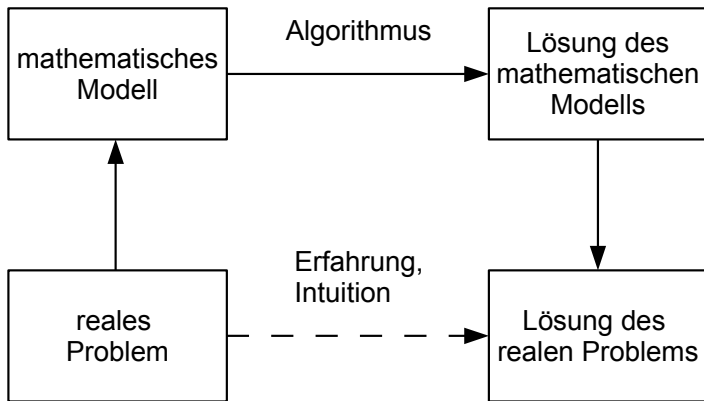 mathematisches
Modell
Algorithmus
Lösung des
mathematischen
Modells
reales
Problem
Erfahrung,
Intuition
Lösung des
realen Problems